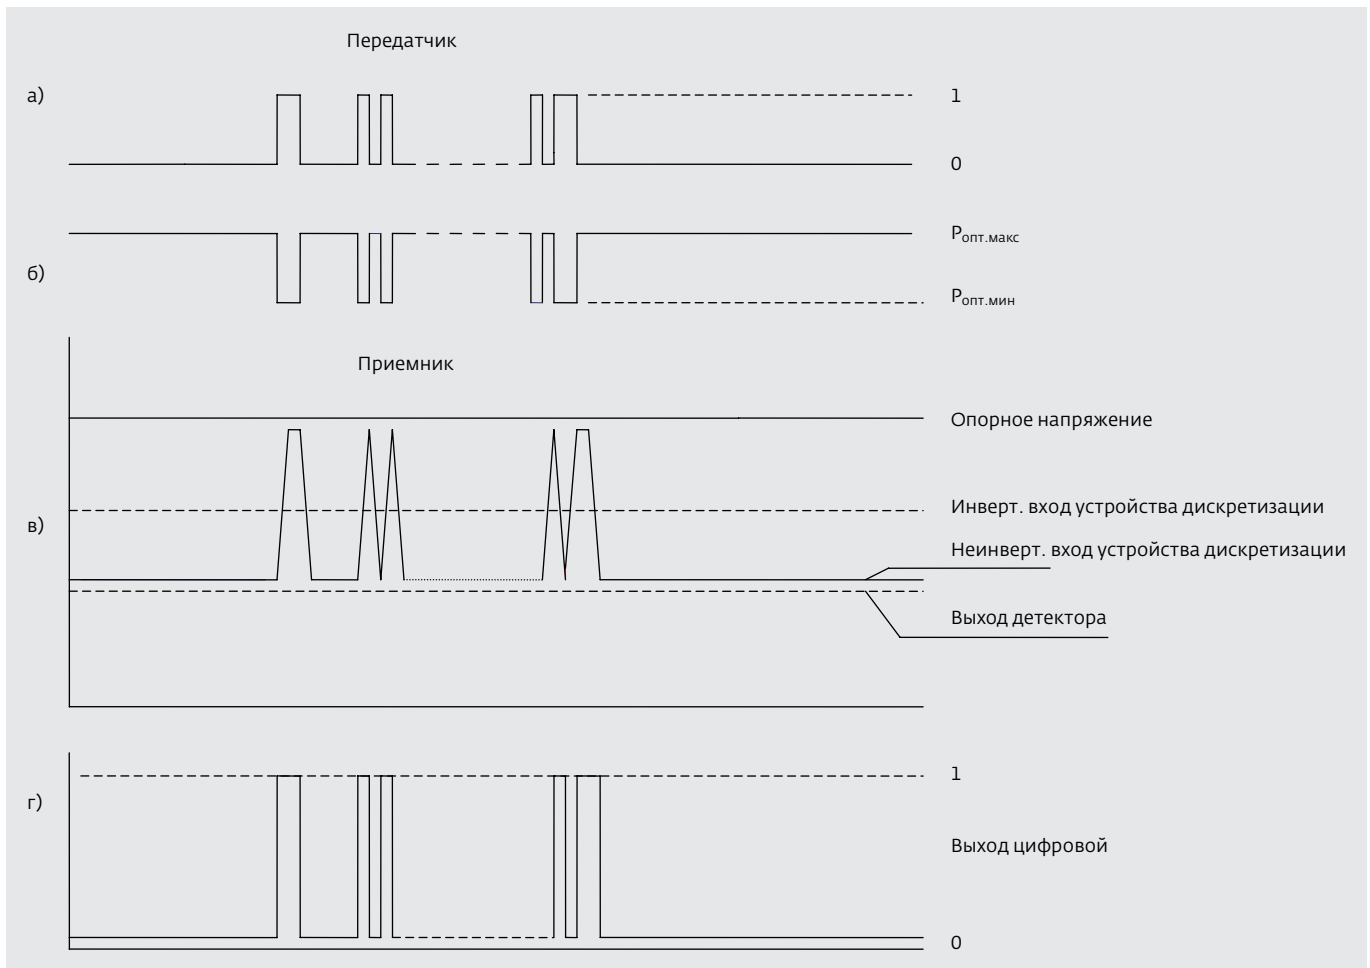 Передатчик
а)
1
0
Pопт.макс
б)
Pопт.мин
Приемник
Опорное напряжение
Инверт. вход устройства дискретизации
в)
Неинверт. вход устройства дискретизации
Выход детектора
1
г)
Выход цифровой
0